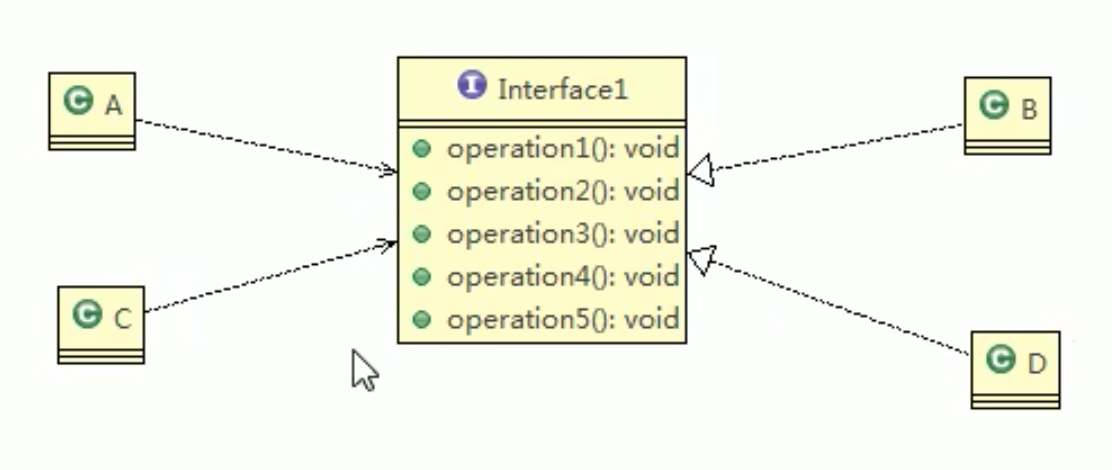 A
Interface1
B
operation1(): void
operation2(): void
operation3(): void
operation4(): void
operation5(): void
C
D